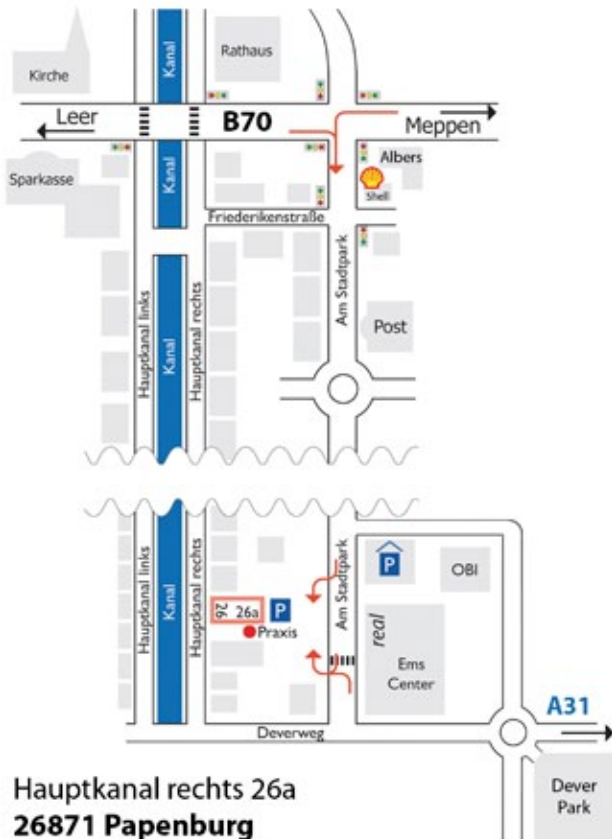 Kirche
Kanal
Rathaus
Leer
B70
Meppen
Sparkasse
Kanal
Albers
Shell
Friederikenstraße
Hauptkanal links
Kanal
Hauptkanal rechts
Am Stadtpark
Post
Hauptkanal links
Kanal
Hauptkanal rechts
26
26a
P
Praxis
Am Stadtpark
P
OBI
real
Ems
Center
A31
Deverweg
Dever
Park
Hauptkanal rechts 26a
26871 Papenburg